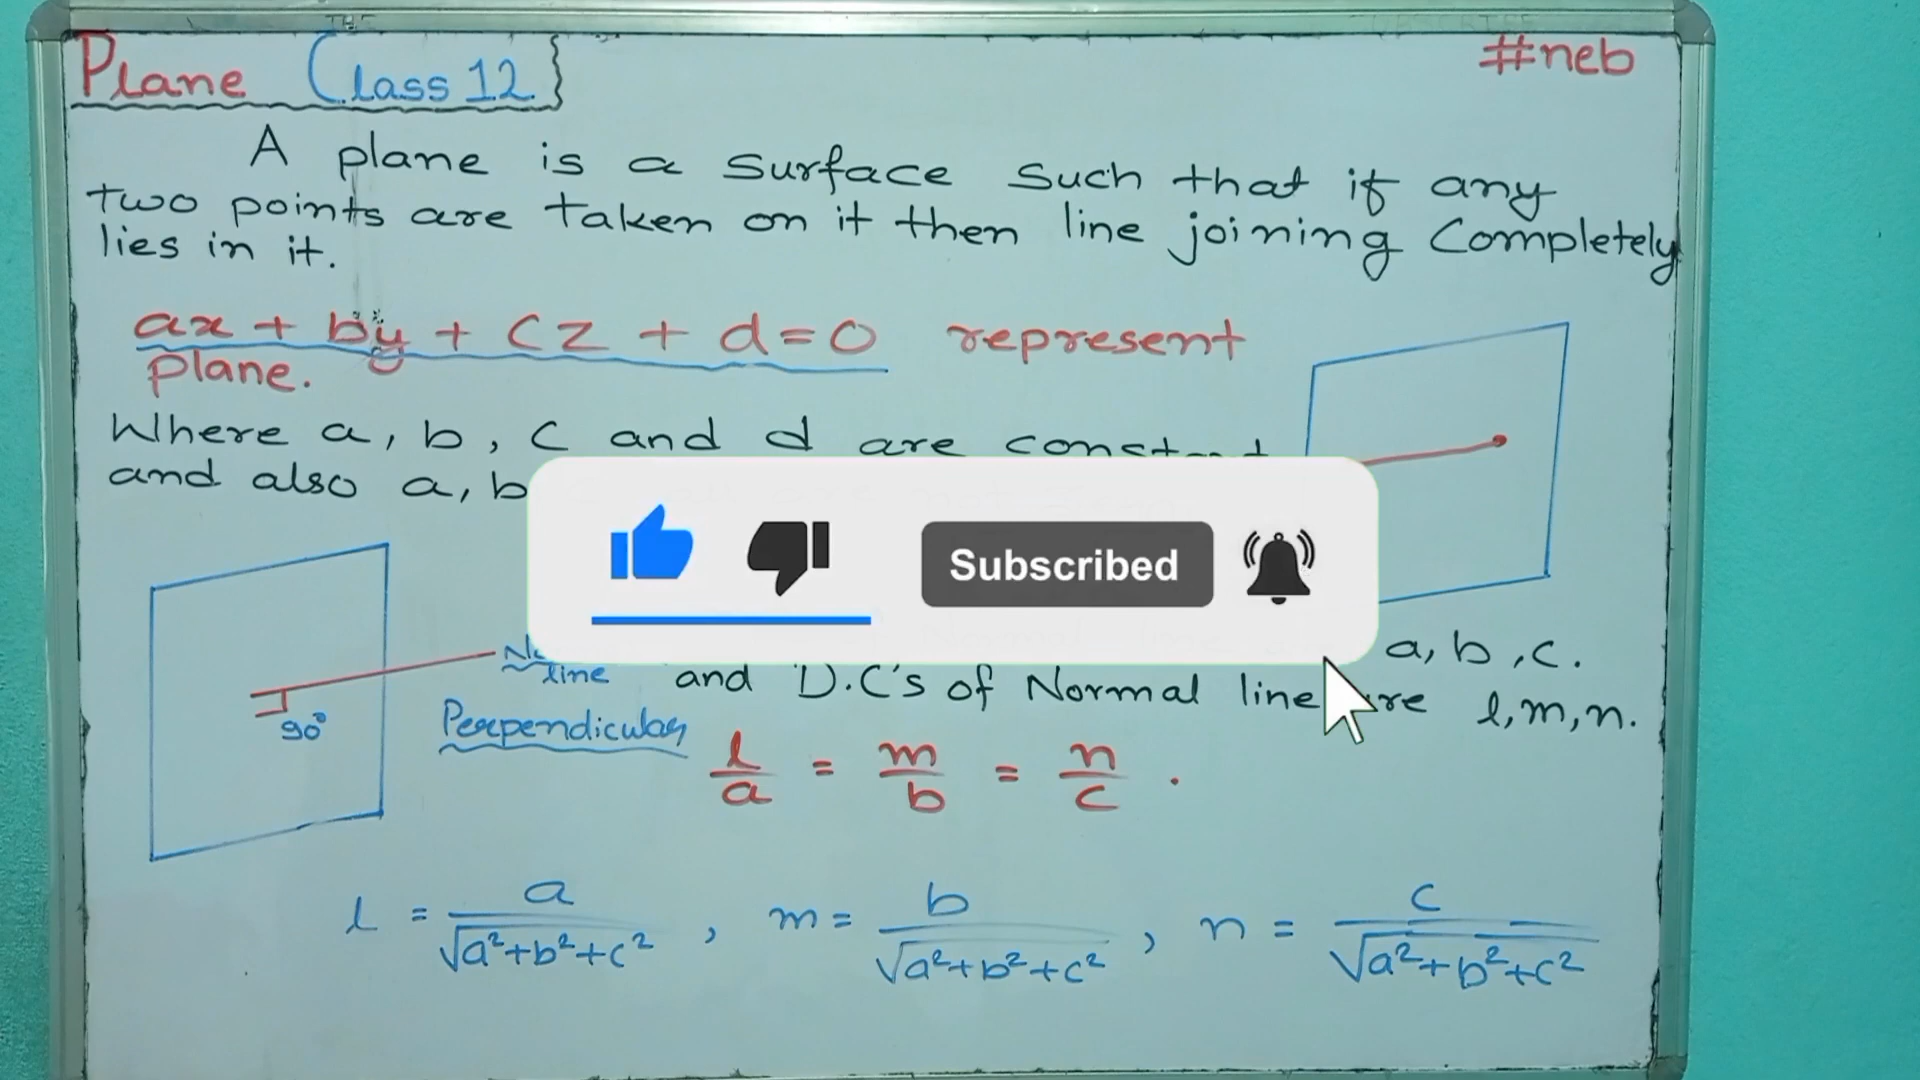 Plane Class 12}
#neb
A plane is a surface such that if any
two points are taken on it then line joining completely
lies in it.
ax + by + cz + d = 0 represent
plane.
Where a, b, c and d are
and also a, b
Subscribed
a, b, c.
line
and D.C's of Normal line are l, m, n.
90°
Perpendicular
l/a = m/b = n/c .
l = a/√a²+b²+c² , m = b/√a²+b²+c² , n = c/√a²+b²+c²